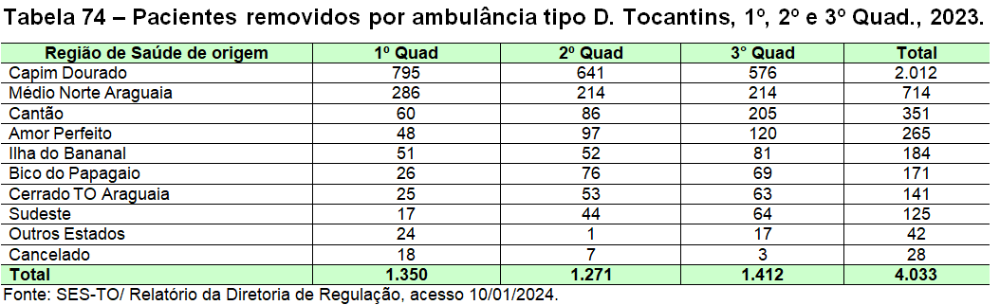 Tabela 74 – Pacientes removidos por ambulância tipo D. Tocantins, 1º, 2º e 3º Quad., 2023.
Região de Saúde de origem 1º Quad 2º Quad 3° Quad Total
Capim Dourado 795 641 576 2.012
Médio Norte Araguaia 286 214 214 714
Cantão 60 86 205 351
Amor Perfeito 48 97 120 265
Ilha do Bananal 51 52 81 184
Bico do Papagaio 26 76 69 171
Cerrado TO Araguaia 25 53 63 141
Sudeste 17 44 64 125
Outros Estados 24 1 17 42
Cancelado 18 7 3 28
Total 1.350 1.271 1.412 4.033
Fonte: SES-TO/ Relatório da Diretoria de Regulação, acesso 10/01/2024.